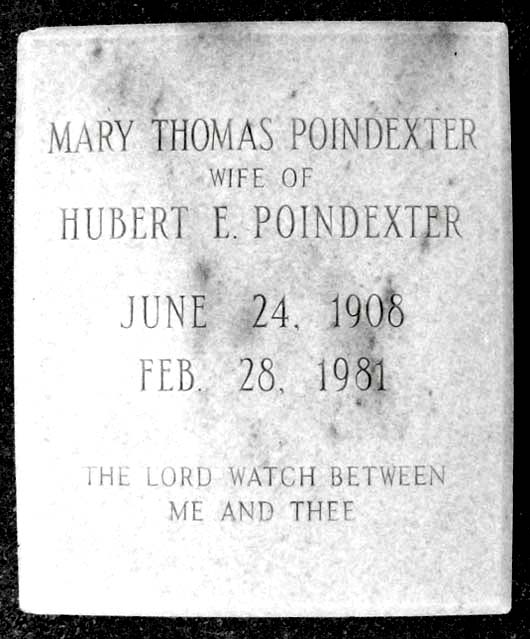 MARY THOMAS POINDEXTER
WIFE OF
HUBERT E. POINDEXTER
JUNE 24, 1908
FEB. 28, 1981
THE LORD WATCH BETWEEN
ME AND THEE